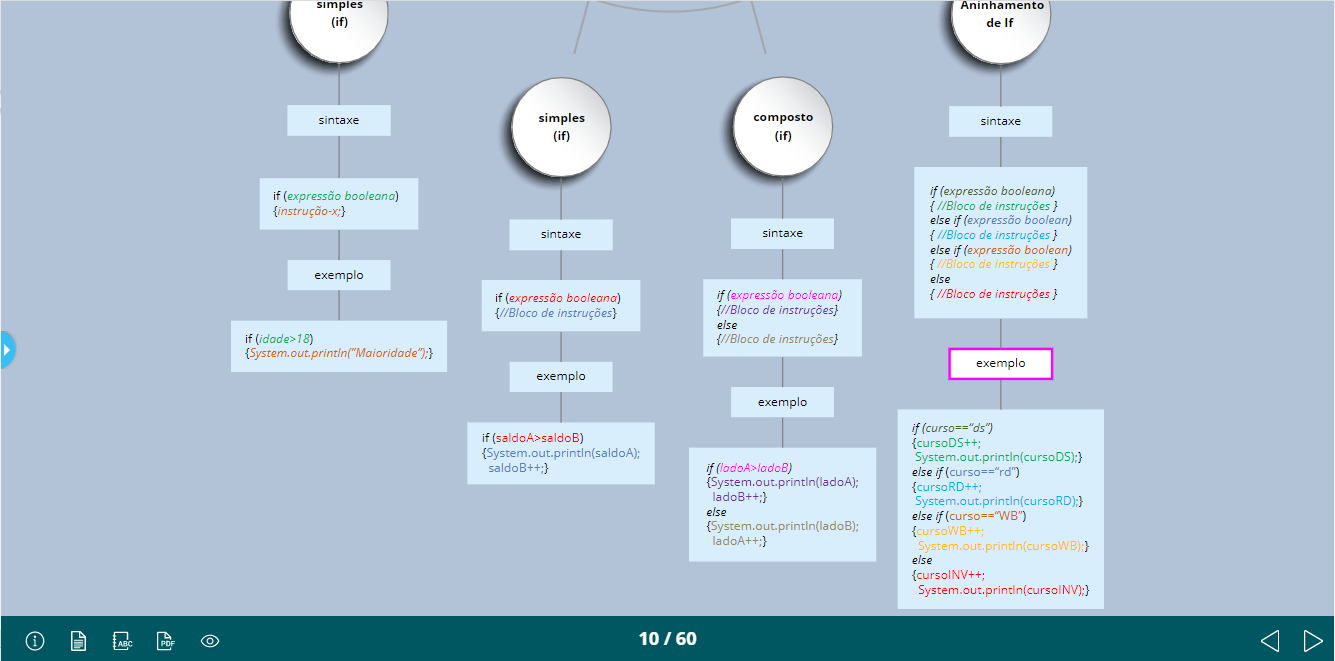 simples
(if)
sintaxe
if (expressão booleana)
{instrução-x;}
exemplo
if (idade>18)
{System.out.println(“Maioridade”);}
simples
(if)
sintaxe
if (expressão booleana)
{//Bloco de instruções}
exemplo
if (saldoA>saldoB)
{System.out.println(saldoA);
saldoB++;}
composto
(if)
sintaxe
if (expressão booleana)
{//Bloco de instruções}
else
{//Bloco de instruções}
exemplo
if (ladoA>ladoB)
{System.out.println(ladoA);
ladoB++;}
else
{System.out.println(ladoB);
ladoA++;}
Aninhamento
de If
sintaxe
if (expressão booleana)
{ //Bloco de instruções }
else if (expressão boolean)
{ //Bloco de instruções }
else if (expressão boolean)
{ //Bloco de instruções }
else
{ //Bloco de instruções }
exemplo
if (curso==“ds”)
{cursoDS++;
System.out.println(cursoDS);}
else if (curso==“rd”)
{cursoRD++;
System.out.println(cursoRD);}
else if (curso==“WB”)
{cursoWB++;
System.out.println(cursoWB);}
else
{cursoINV++;
System.out.println(cursoINV);}
ABC
PDF
10 / 60